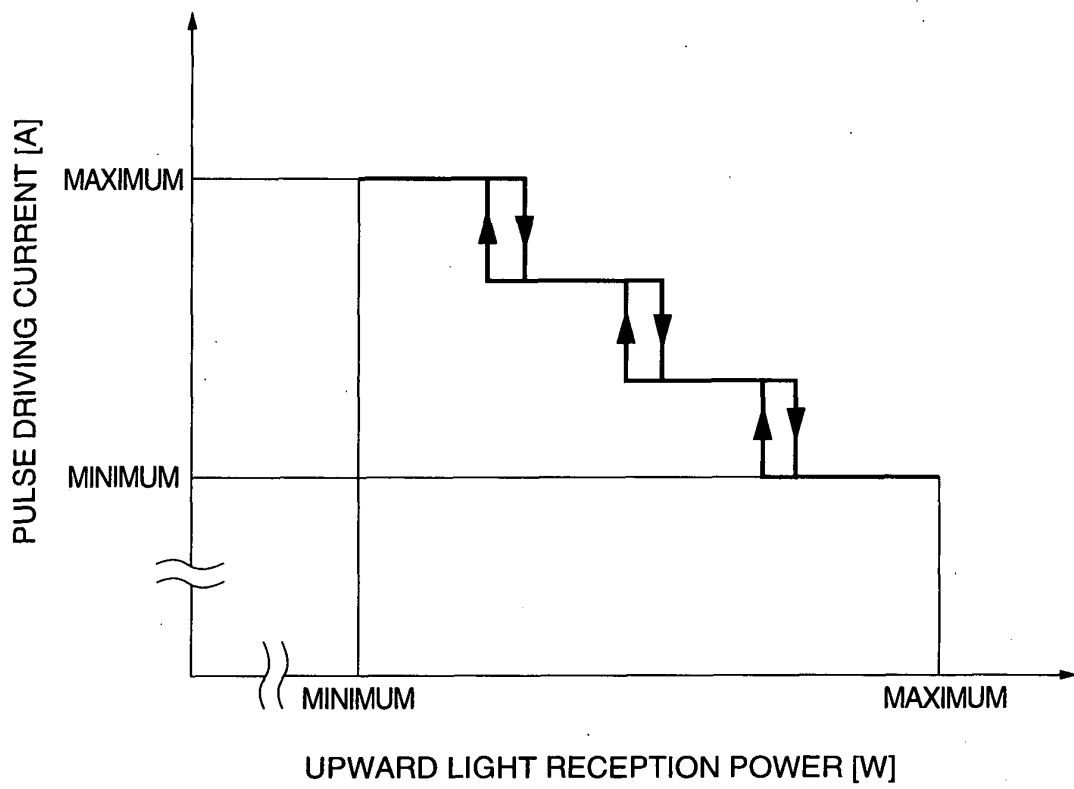 PULSE DRIVING CURRENT [A]
MAXIMUM
MINIMUM
MINIMUM
MAXIMUM
UPWARD LIGHT RECEPTION POWER [W]